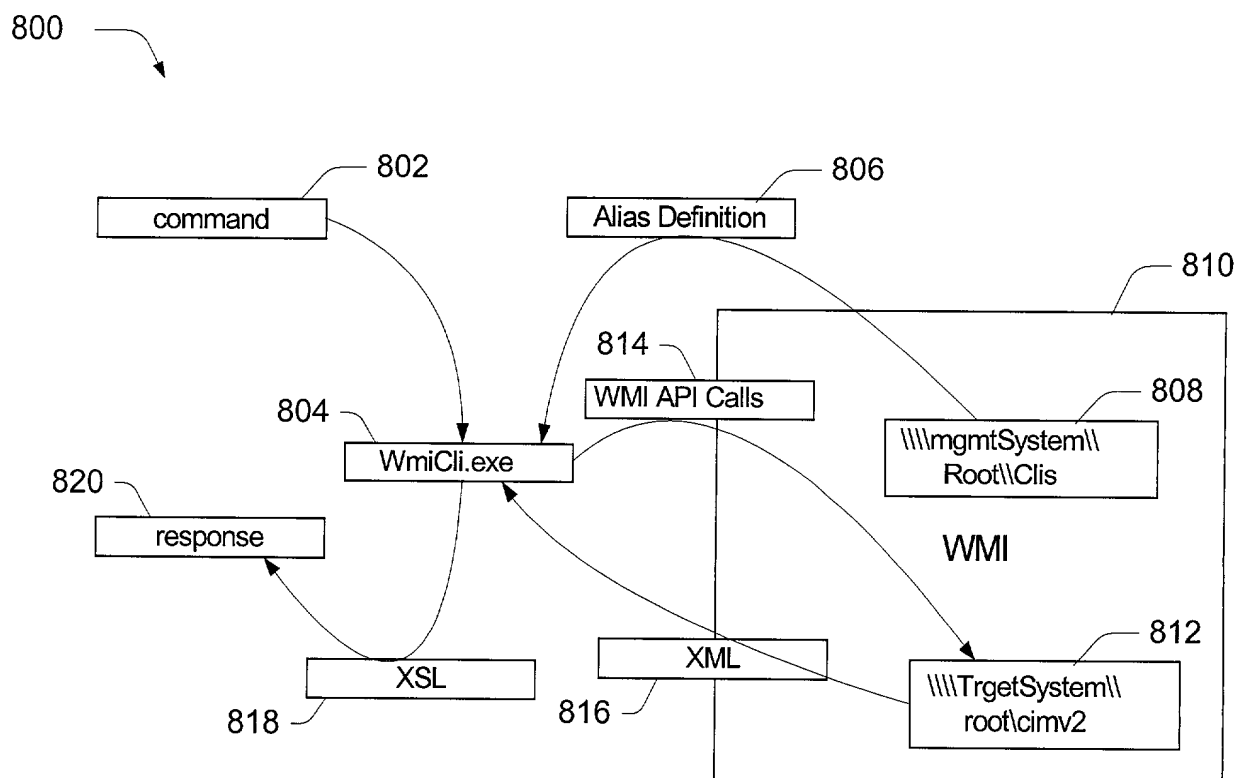 800
802
806
command
Alias Definition
810
814
WMI API Calls
804
808
WmiCli.exe
\\\\mgmtSystem\\
Root\\Clis
820
response
WMI
812
XML
XSL
\\\\TrgetSystem\\
root\cimv2
816
818